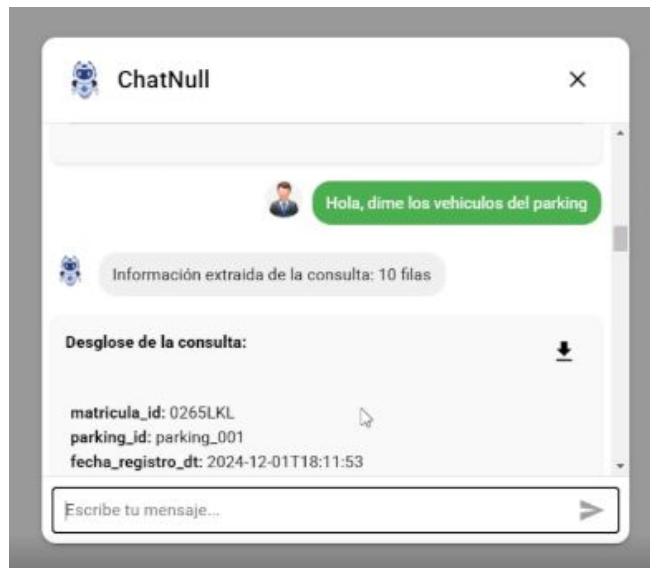 ChatNull
Hola, dime los vehiculos del parking
Información extraida de la consulta: 10 filas
Desglose de la consulta:
matricula_id: 0265LKL
parking_id: parking_001
fecha_registro_dt: 2024-12-01T18:11:53
Escribe tu mensaje...